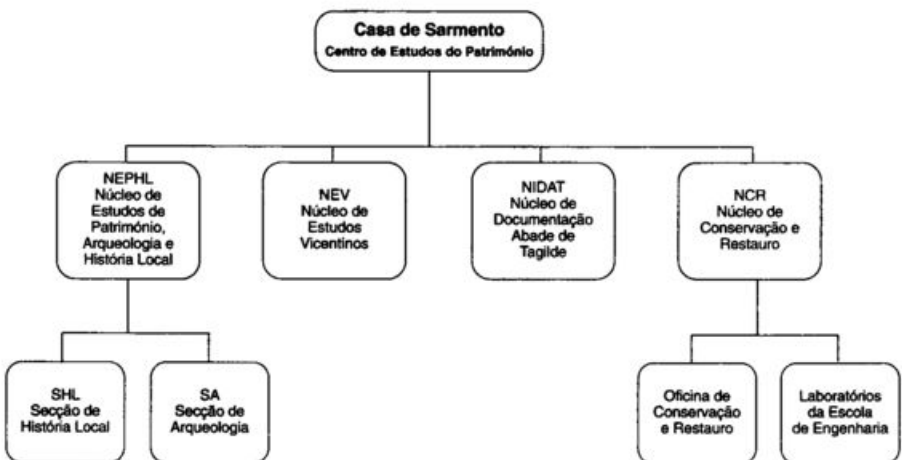 Casa de Sarmento
Centro de Estudos do Património
NEPHL
Núcleo de
Estudos de
Património,
Arqueologia e
História Local
NEV
Núcleo de
Estudos
Vicentinos
NIDAT
Núcleo de
Documentação
Abade de
Tagilde
NCR
Núcleo de
Conservação e
Restauro
SHL
Secção de
História Local
SA
Secção de
Arqueologia
Oficina de
Conservação
e Restauro
Laboratórios
da Escola
de Engenharia